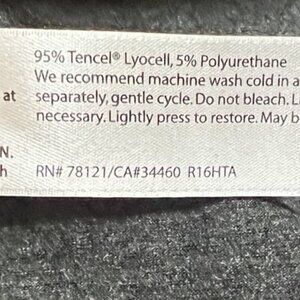 95% Tencel® Lyocell, 5% Polyurethane
We recommend machine wash cold in a
at separately, gentle cycle. Do not bleach. L
necessary. Lightly press to restore. May b
N.
h RN# 78121/CA#34460 R16HTA